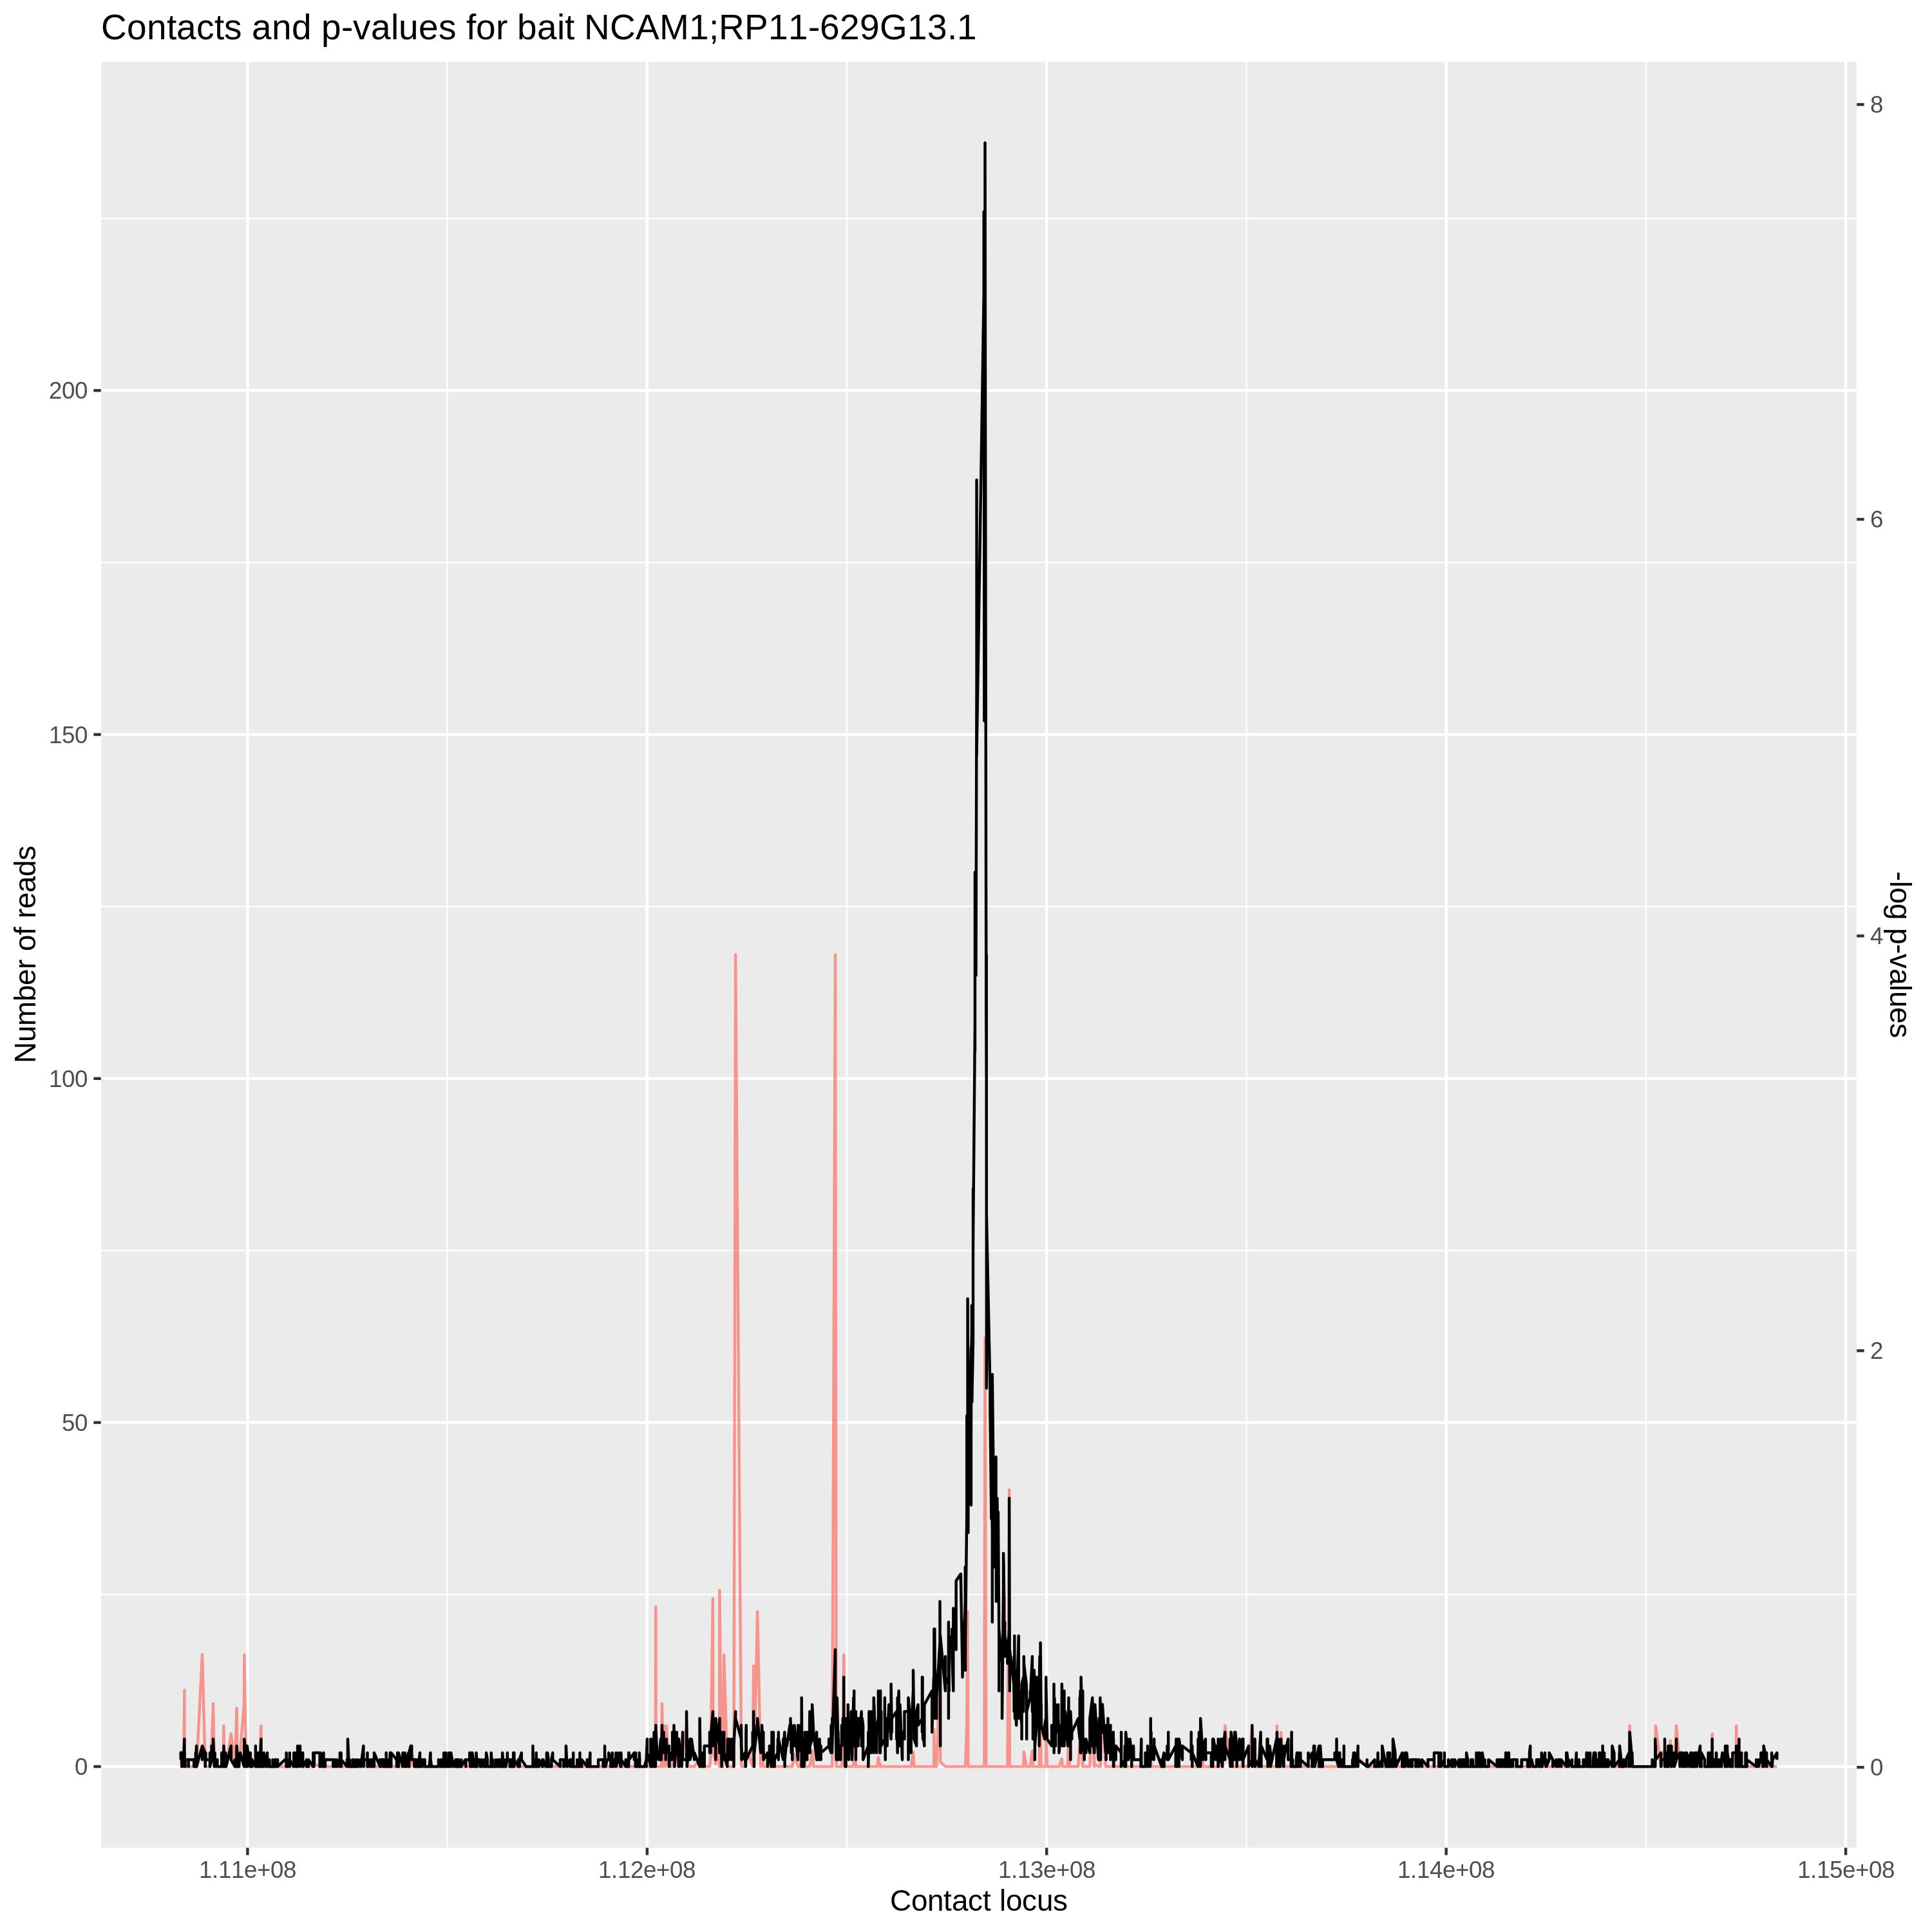 Contacts and p-values for bait NCAM1;RP11-629G13.1
8
6
4
2
0
200
150
100
50
0
Number of reads
-log p-values
1.11e+08 1.12e+08 1.13e+08 1.14e+08 1.15e+08
Contact locus